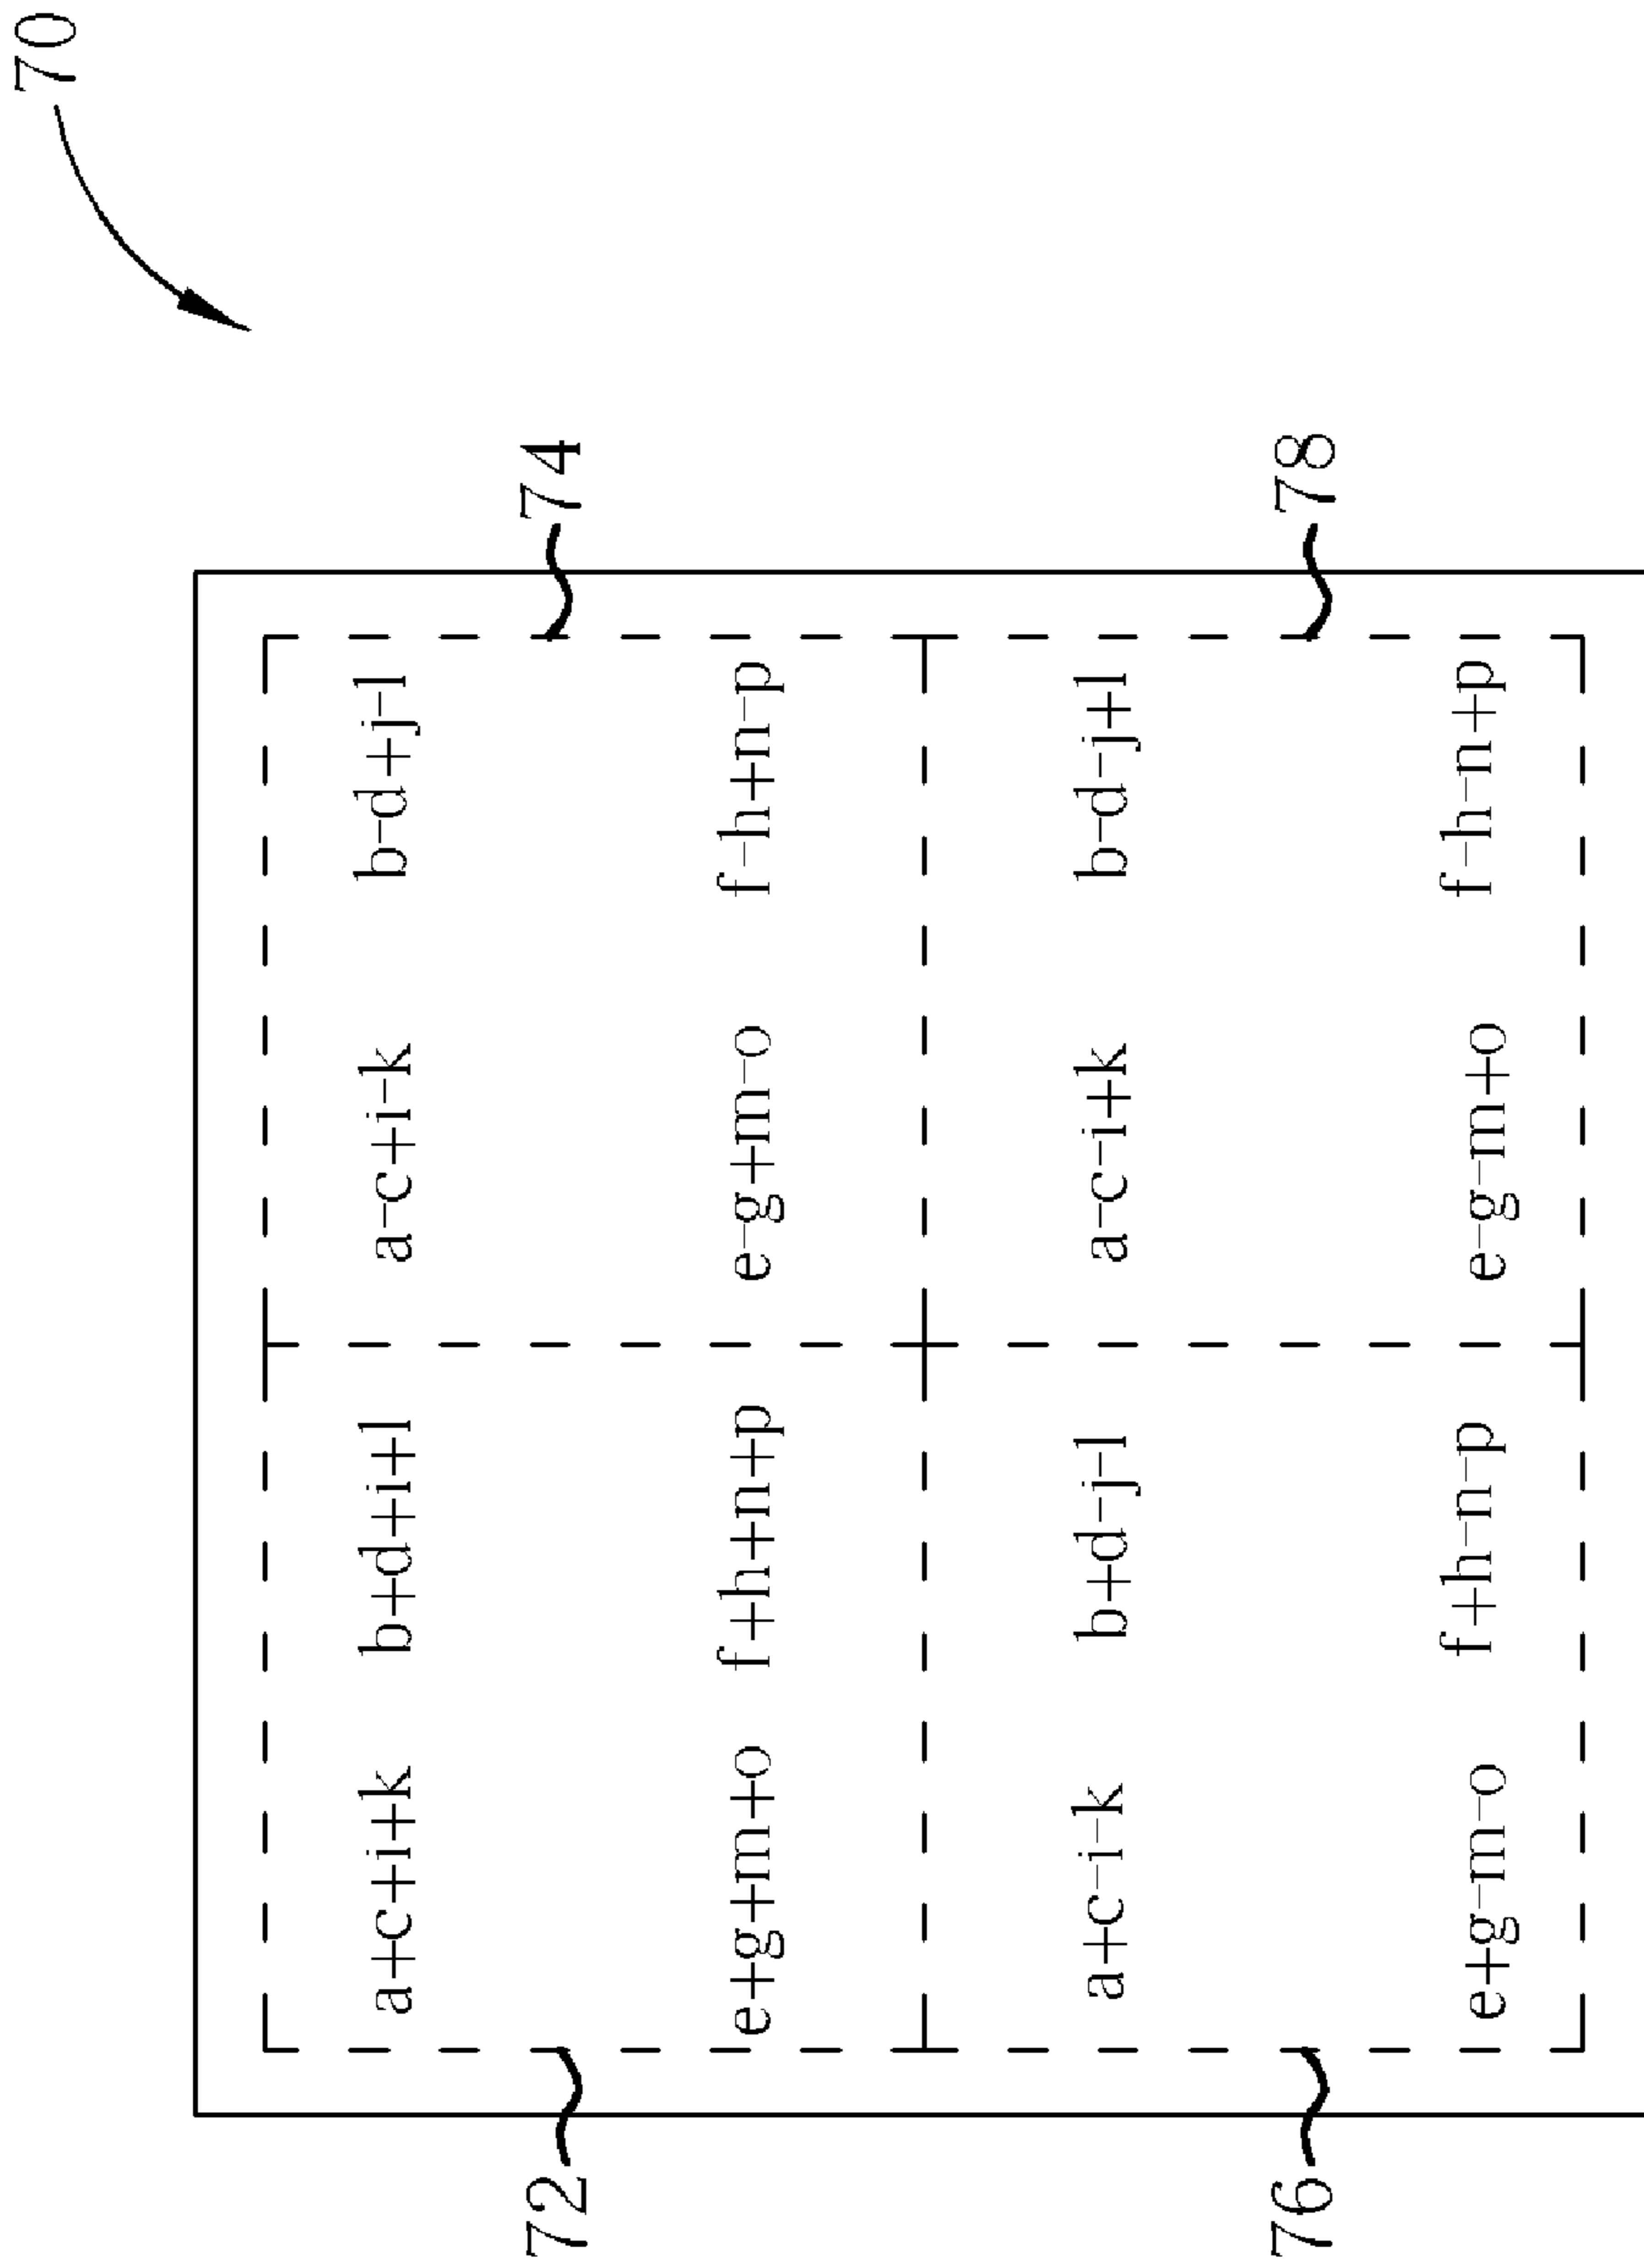 70
a+c+i+k b+d+i+l a-c+i-k b-d+j-l
72 74
e+g+m+o f+h+n+p e-g+m-o f-h+n-p
a+c-i-k b+d-j-l a-c-i+k b-d-j+l
76 78
e+g-m-o f+h-n-p e-g-m+o f-h-n+p